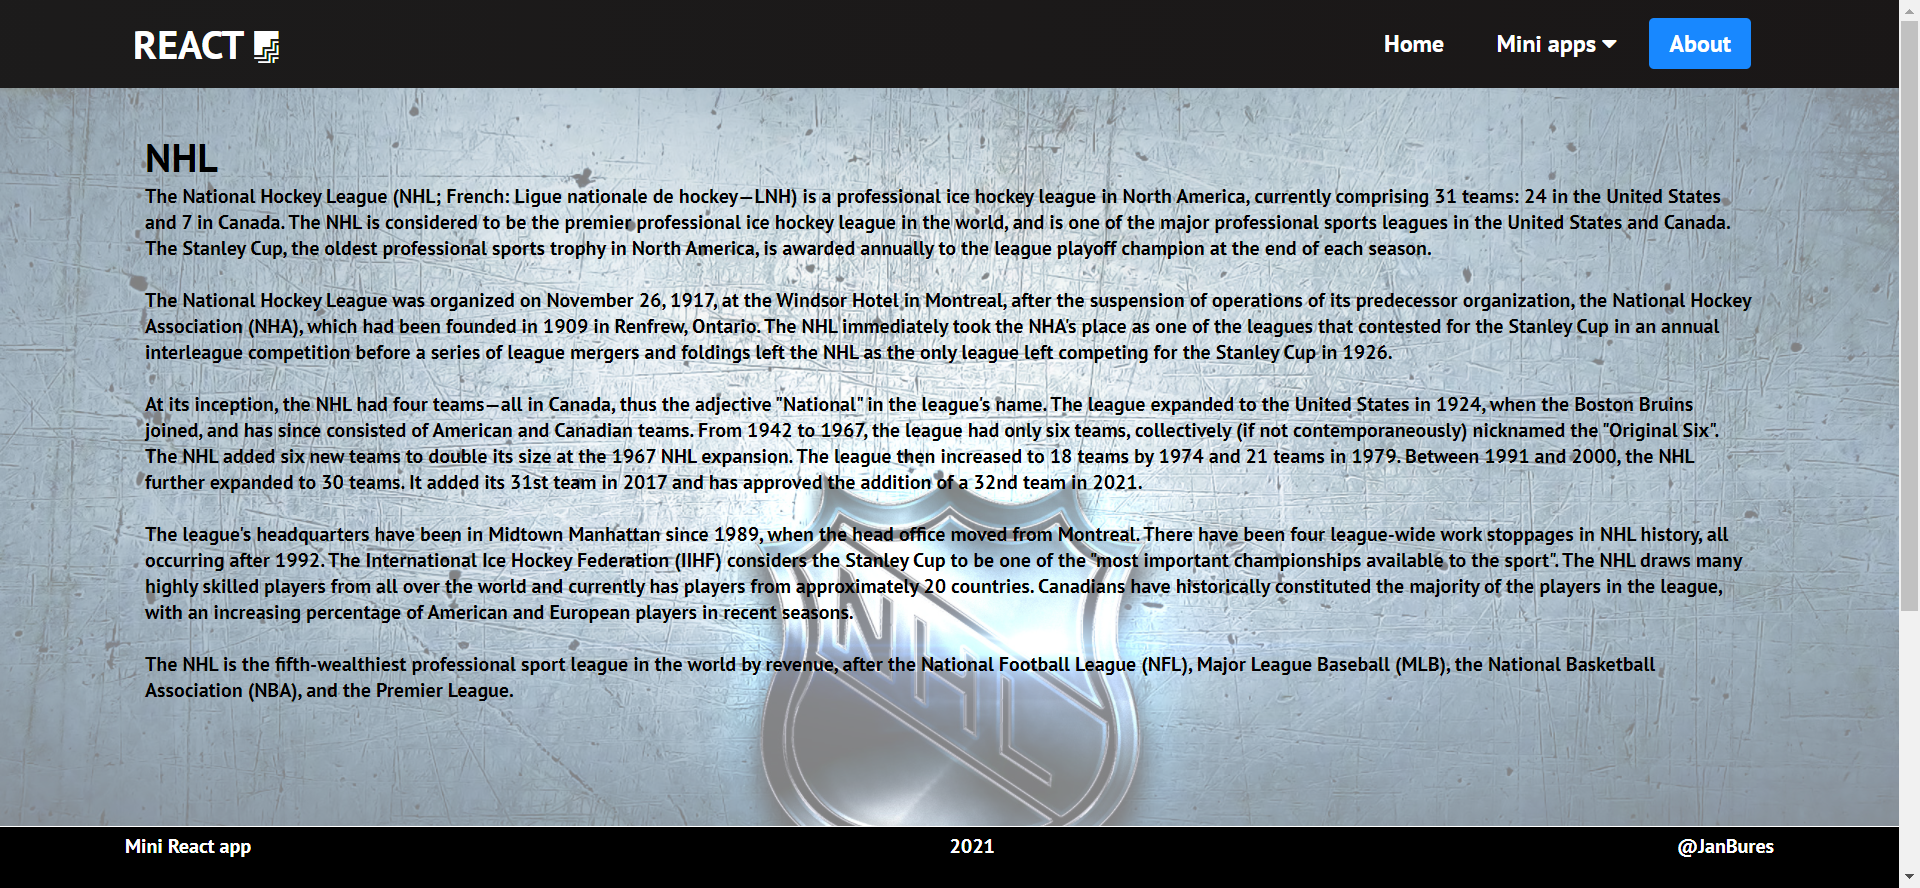 REACT
Home
Mini apps
About
NHL
The National Hockey League (NHL; French: Ligue nationale de hockey—LNH) is a professional ice hockey league in North America, currently comprising 31 teams: 24 in the United States
and 7 in Canada. The NHL is considered to be the premier professional ice hockey league in the world, and is one of the major professional sports leagues in the United States and Canada.
The Stanley Cup, the oldest professional sports trophy in North America, is awarded annually to the league playoff champion at the end of each season.
The National Hockey League was organized on November 26, 1917, at the Windsor Hotel in Montreal, after the suspension of operations of its predecessor organization, the National Hockey
Association (NHA), which had been founded in 1909 in Renfrew, Ontario. The NHL immediately took the NHA's place as one of the leagues that contested for the Stanley Cup in an annual
interleague competition before a series of league mergers and foldings left the NHL as the only league left competing for the Stanley Cup in 1926.
At its inception, the NHL had four teams—all in Canada, thus the adjective "National" in the league's name. The league expanded to the United States in 1924, when the Boston Bruins
joined, and has since consisted of American and Canadian teams. From 1942 to 1967, the league had only six teams, collectively (if not contemporaneously) nicknamed the "Original Six".
The NHL added six new teams to double its size at the 1967 NHL expansion. The league then increased to 18 teams by 1974 and 21 teams in 1979. Between 1991 and 2000, the NHL
further expanded to 30 teams. It added its 31st team in 2017 and has approved the addition of a 32nd team in 2021.
The league's headquarters have been in Midtown Manhattan since 1989, when the head office moved from Montreal. There have been four league-wide work stoppages in NHL history, all
occurring after 1992. The International Ice Hockey Federation (IIHF) considers the Stanley Cup to be one of the "most important championships available to the sport". The NHL draws many
highly skilled players from all over the world and currently has players from approximately 20 countries. Canadians have historically constituted the majority of the players in the league,
with an increasing percentage of American and European players in recent seasons.
The NHL is the fifth-wealthiest professional sport league in the world by revenue, after the National Football League (NFL), Major League Baseball (MLB), the National Basketball
Association (NBA), and the Premier League.
NHL
Mini React app
2021
@JanBures